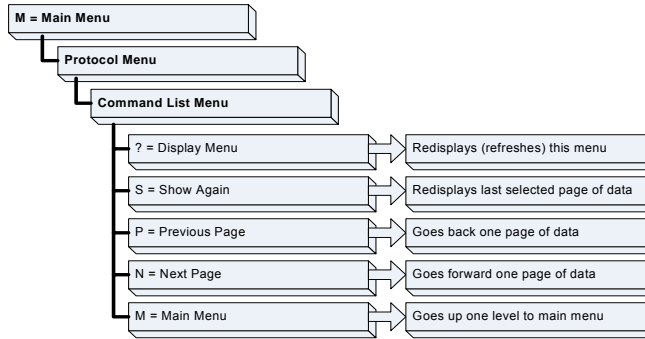 M = Main Menu
Protocol Menu
Command List Menu
? = Display Menu
Redisplays (refreshes) this menu
S = Show Again
Redisplays last selected page of data
P = Previous Page
Goes back one page of data
N = Next Page
Goes forward one page of data
M = Main Menu
Goes up one level to main menu